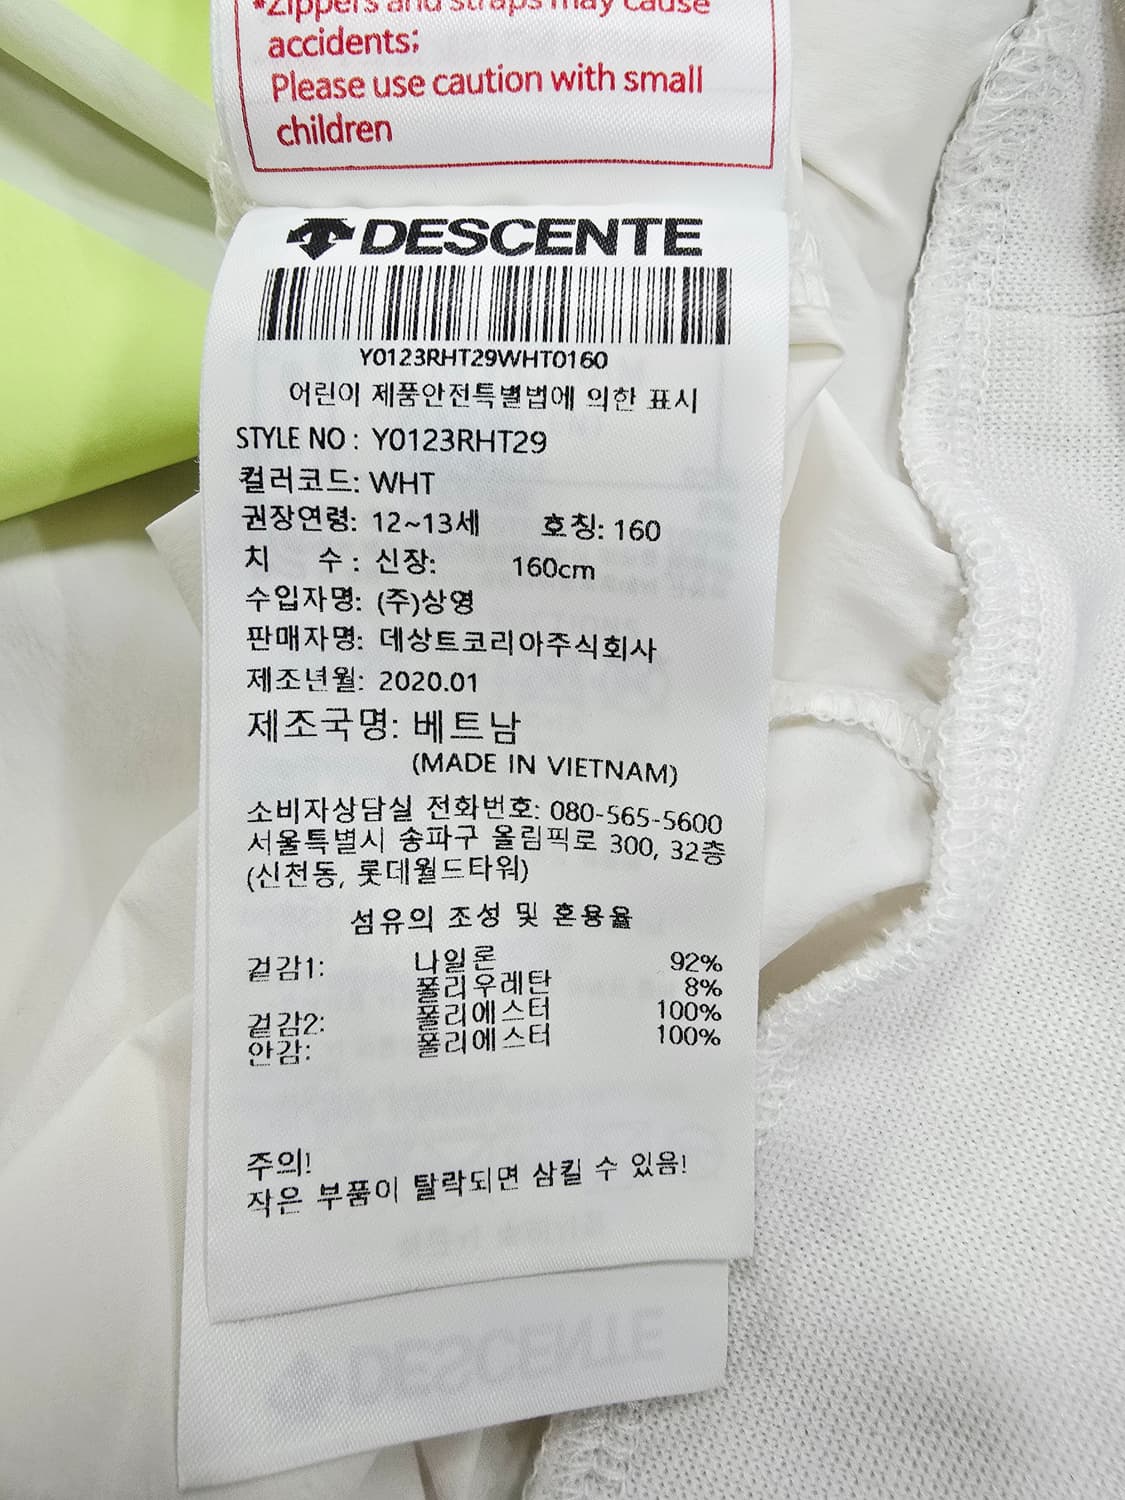 *Zippers and straps may cause
accidents;
Please use caution with small
children
DESCENTE
Y0123RHT29WHT0160
어린이 제품안전특별법에 의한 표시
STYLE NO : Y0123RHT29
컬러코드: WHT
권장연령: 12~13세 호칭: 160
치 수 : 신장: 160cm
수입자명: (주)상영
판매자명: 데상트코리아주식회사
제조년월: 2020.01
제조국명: 베트남
(MADE IN VIETNAM)
소비자상담실 전화번호: 080-565-5600
서울특별시 송파구 올림픽로 300, 32층
(신천동, 롯데월드타워)
섬유의 조성 및 혼용율
겉감1: 나일론 92%
폴리우레탄 8%
겉감2: 폴리에스터 100%
안감: 폴리에스터 100%
주의!
작은 부품이 탈락되면 삼킬 수 있음!
DESCENTE